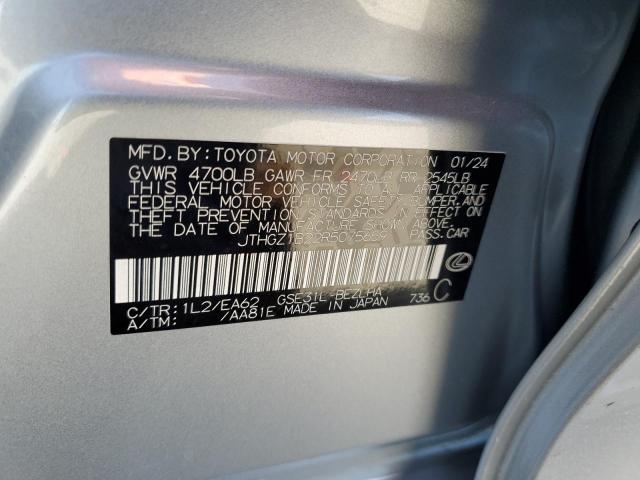 MFD. BY: TOYOTA MOTOR CORPORATION 01/24
GVWR 4700LB GAWR FR 2470LB RR 2545LB
THIS VEHICLE CONFORMS TO ALL APPLICABLE
FEDERAL MOTOR VEHICLE SAFETY, BUMPER, AND
THEFT PREVENTION STANDARDS IN EFFECT ON
THE DATE OF MANUFACTURE SHOWN ABOVE.
PASS.CAR
C/TR: 1L2/EA62 GSE31L-BEZLHA
A/TM: /AA81E MADE IN JAPAN 736 C